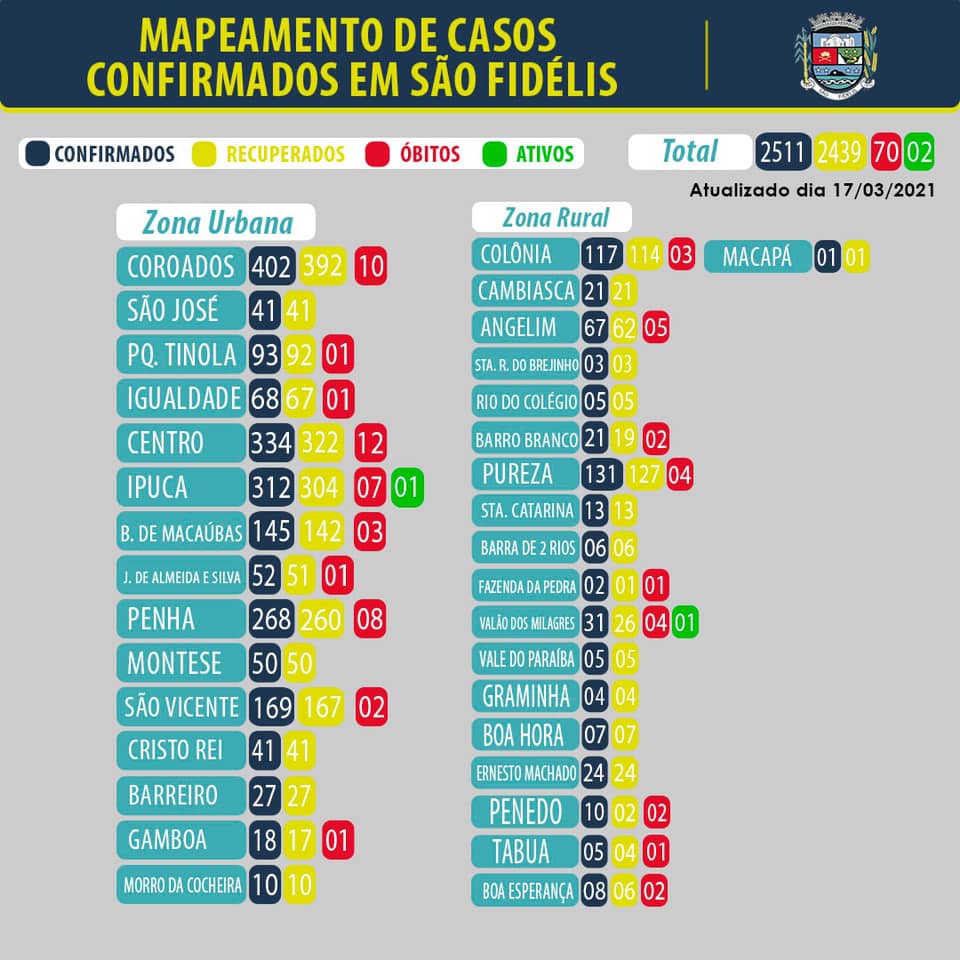 MAPEAMENTO DE CASOS
CONFIRMADOS EM SÃO FIDÉLIS
CONFIRMADOS RECUPERADOS ÓBITOS ATIVOS
Total 2511 2439 70 02
Atualizado dia 17/03/2021
Zona Urbana
COROADOS 402 392 10
SÃO JOSÉ 41 41
PQ. TINOLA 93 92 01
IGUALDADE 68 67 01
CENTRO 334 322 12
IPUCA 312 304 07 01
B. DE MACAÚBAS 145 142 03
J. DE ALMEIDA E SILVA 52 51 01
PENHA 268 260 08
MONTESE 50 50
SÃO VICENTE 169 167 02
CRISTO REI 41 41
BARREIRO 27 27
GAMBOA 18 17 01
MORRO DA COCHEIRA 10 10
Zona Rural
COLÔNIA 117 114 03
CAMBIASCA 21 21
ANGELIM 67 62 05
STA. R. DO BREJINHO 03 03
RIO DO COLÉGIO 05 05
BARRO BRANCO 21 19 02
PUREZA 131 127 04
STA. CATARINA 13 13
BARRA DE 2 RIOS 06 06
FAZENDA DA PEDRA 02 01 01
VALÃO DOS MILAGRES 31 26 04 01
VALE DO PARAÍBA 05 05
GRAMINHA 04 04
BOA HORA 07 07
ERNESTO MACHADO 24 24
PENEDO 10 02 02
TABUA 05 04 01
BOA ESPERANÇA 08 06 02
MACAPÁ 01 01